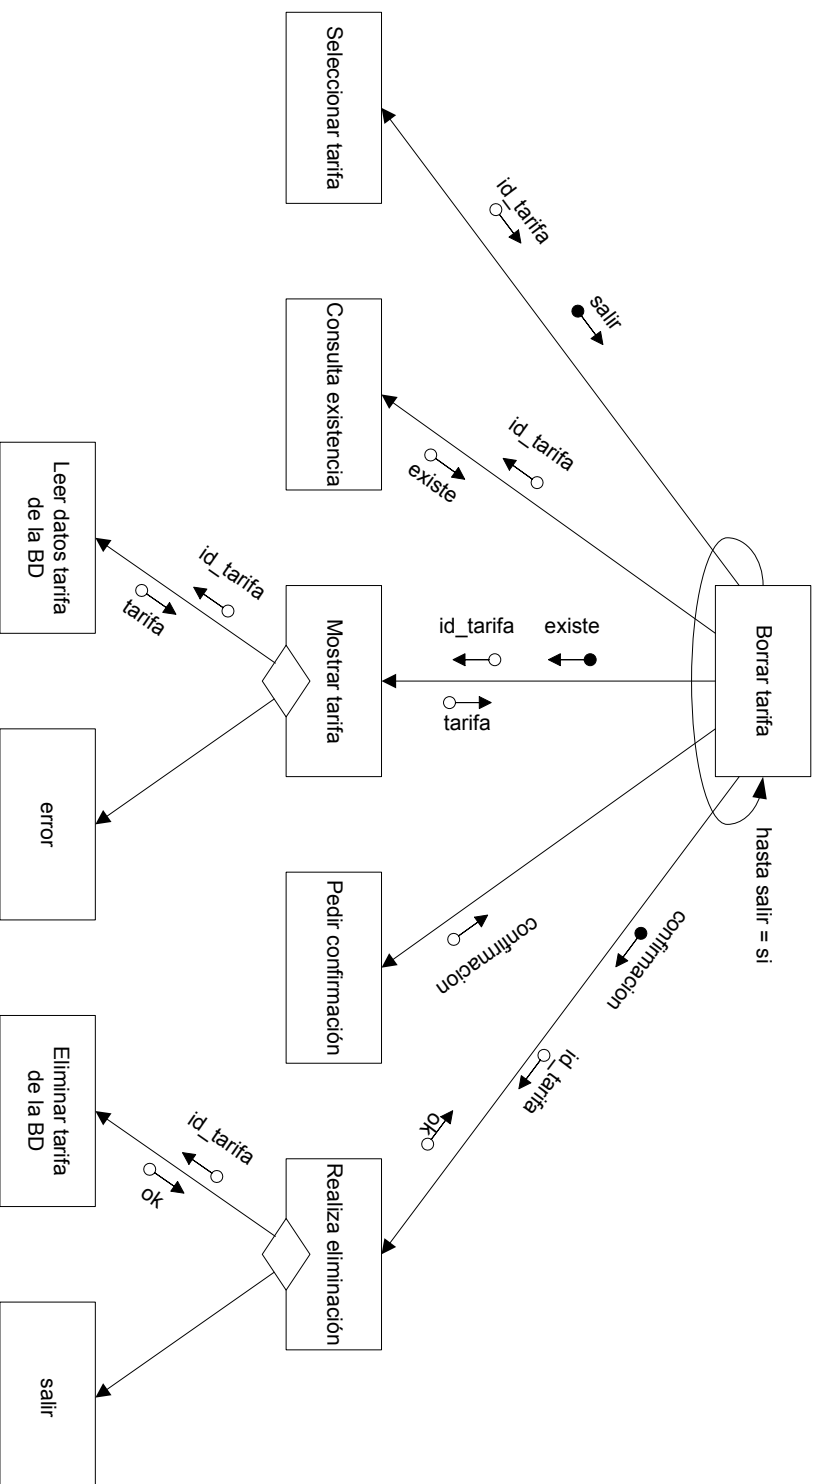 Borrar tarifa
hasta salir = si
id_tarifa
salir
id_tarifa
existe
existe
id_tarifa
tarifa
confirmacion
confirmacion
id_tarifa
ok
Seleccionar tarifa
Consulta existencia
Mostrar tarifa
Pedir confirmación
Realiza eliminación
id_tarifa
tarifa
id_tarifa
ok
Leer datos tarifa
de la BD
error
Eliminar tarifa
de la BD
salir